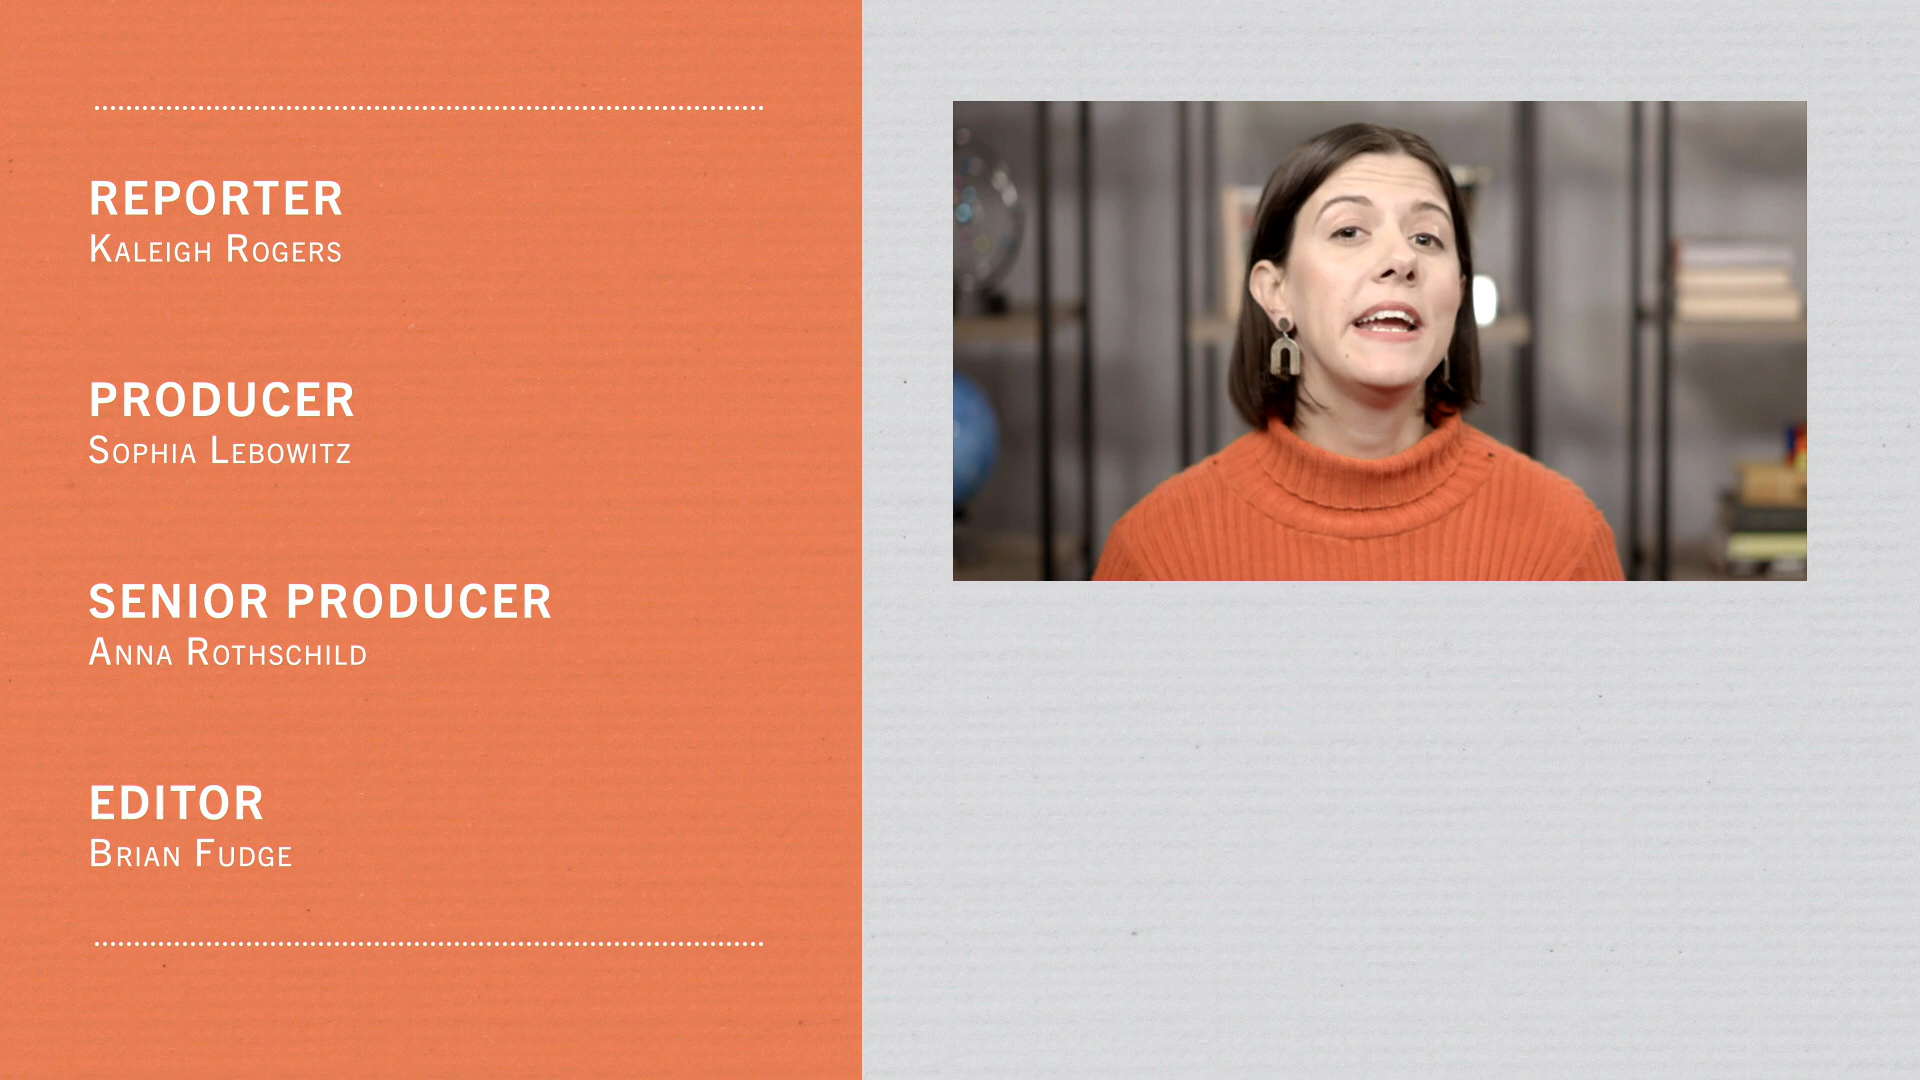 REPORTER
Kaleigh Rogers
PRODUCER
Sophia Lebowitz
SENIOR PRODUCER
Anna Rothschild
EDITOR
Brian Fudge